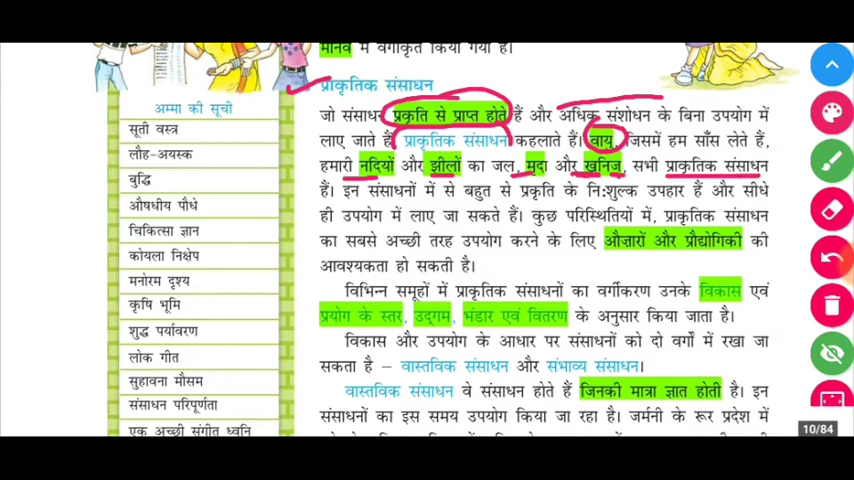 मानव में वर्गीकृत किया गया है।
प्राकृतिक संसाधन
जो संसाधन प्रकृति से प्राप्त होते हैं और अधिक संशोधन के बिना उपयोग में
लाए जाते हैं प्राकृतिक संसाधन कहलाते हैं। वायु, जिसमें हम साँस लेते हैं,
हमारी नदियों और झीलों का जल, मृदा और खनिज, सभी प्राकृतिक संसाधन
हैं। इन संसाधनों में से बहुत से प्रकृति के नि:शुल्क उपहार हैं और सीधे
ही उपयोग में लाए जा सकते हैं। कुछ परिस्थितियों में, प्राकृतिक संसाधन
का सबसे अच्छी तरह उपयोग करने के लिए औज़ारों और प्रौद्योगिकी की
आवश्यकता हो सकती है।
विभिन्न समूहों में प्राकृतिक संसाधनों का वर्गीकरण उनके विकास एवं
प्रयोग के स्तर, उद्गम, भंडार एवं वितरण के अनुसार किया जाता है।
विकास और उपयोग के आधार पर संसाधनों को दो वर्गों में रखा जा
सकता है – वास्तविक संसाधन और संभाव्य संसाधन।
वास्तविक संसाधन वे संसाधन होते हैं जिनकी मात्रा ज्ञात होती है। इन
संसाधनों का इस समय उपयोग किया जा रहा है। जर्मनी के रूर प्रदेश में
अम्मा की सूची
सूती वस्त्र
लौह-अयस्क
बुद्धि
औषधीय पौधे
चिकित्सा ज्ञान
कोयला निक्षेप
मनोरम दृश्य
कृषि भूमि
शुद्ध पर्यावरण
लोक गीत
सुहावना मौसम
संसाधन परिपूर्णता
एक अच्छी संगीत ध्वनि
10/84